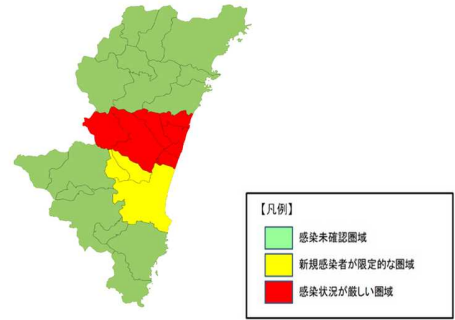 【凡例】
感染未確認圏域
新規感染者が限定的な圏域
感染状況が厳しい圏域